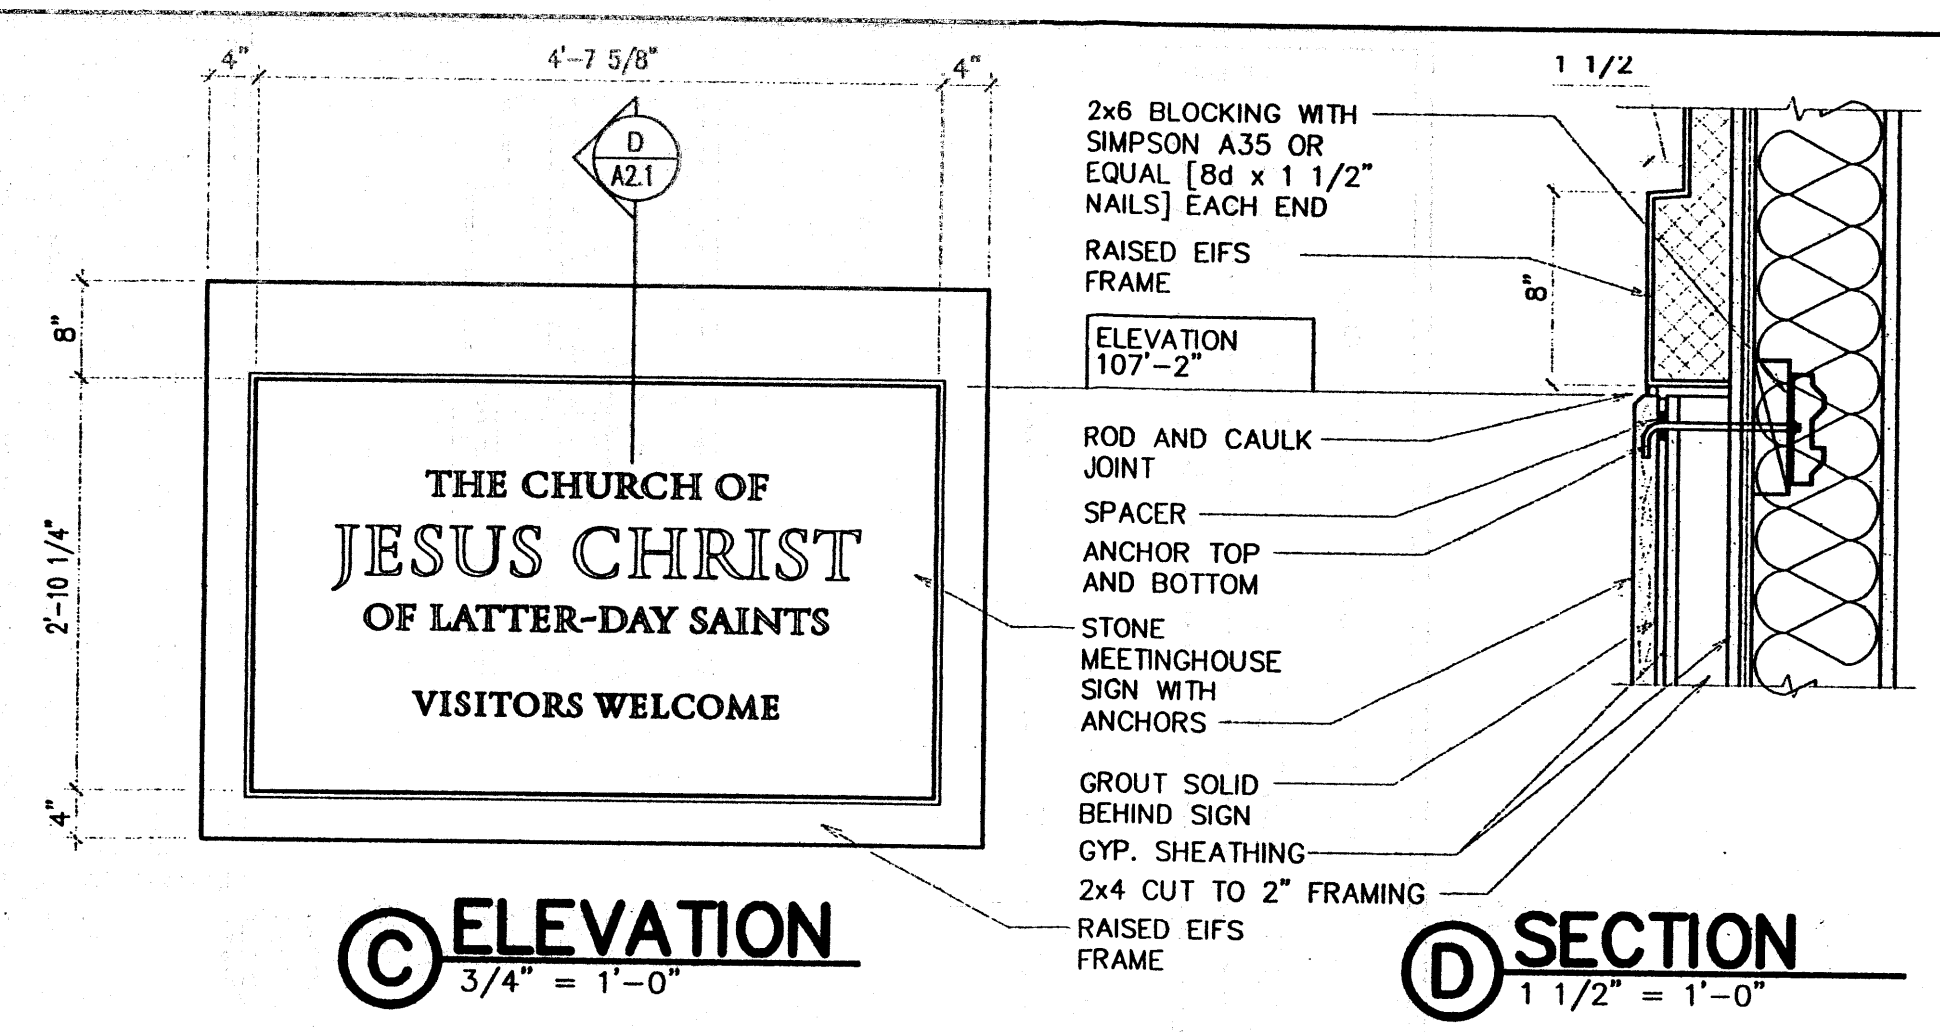 4" 4'-7 5/8" 4"
D
A2.1
8"
2'-10 1/4"
4"
THE CHURCH OF
JESUS CHRIST
OF LATTER-DAY SAINTS
VISITORS WELCOME
C ELEVATION
3/4" = 1'-0"
1 1/2
2x6 BLOCKING WITH
SIMPSON A35 OR
EQUAL [8d x 1 1/2"
NAILS] EACH END
RAISED EIFS
FRAME
8"
ELEVATION
107'-2"
ROD AND CAULK
JOINT
SPACER
ANCHOR TOP
AND BOTTOM
STONE
MEETINGHOUSE
SIGN WITH
ANCHORS
GROUT SOLID
BEHIND SIGN
GYP. SHEATHING
2x4 CUT TO 2" FRAMING
RAISED EIFS
FRAME
D SECTION
1 1/2" = 1'-0"